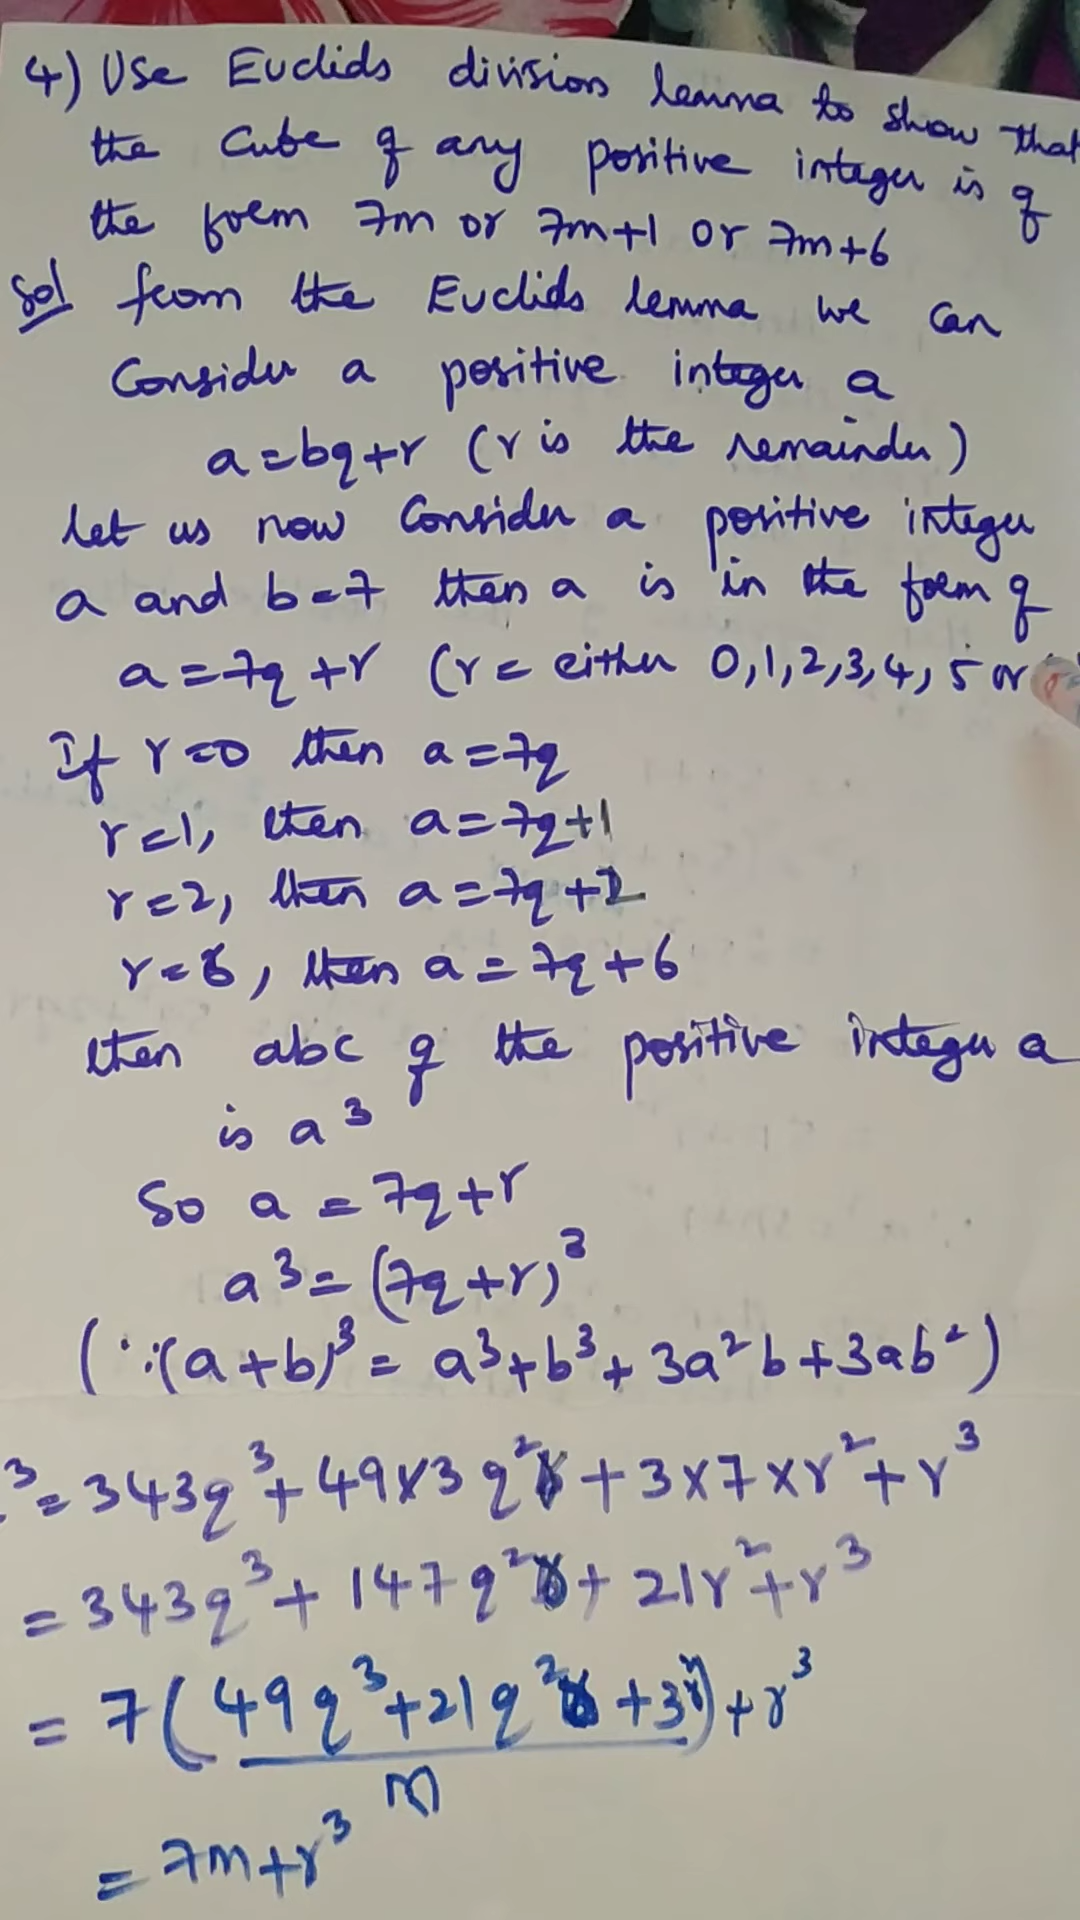 4) Use Euclids division lemma to show that
the Cube of any positive integer is of
the form 7m or 7m+1 or 7m+6
Sol from the Euclids lemma we can
Consider a positive integer a
a=bq+r (r is the remainder)
Let us now Consider a positive integer
a and b=7 then a is in the form of
a=7q+r (r= either 0,1,2,3,4,5 or
If r=0 then a=7q
r=1, then a=7q+1
r=2, then a=7q+2
r=6, then a=7q+6
then abc of the positive integer a
is a³
So a = 7q+r
a³=(7q+r)³
(∵(a+b)³= a³+b³+3a²b+3ab²)
³=343q³+49×3q²r+3×7×r²+r³
=343q³+147q²r+21r²+r³
=7(49q³+21q²r+3r²)+r³
m
=7m+r³